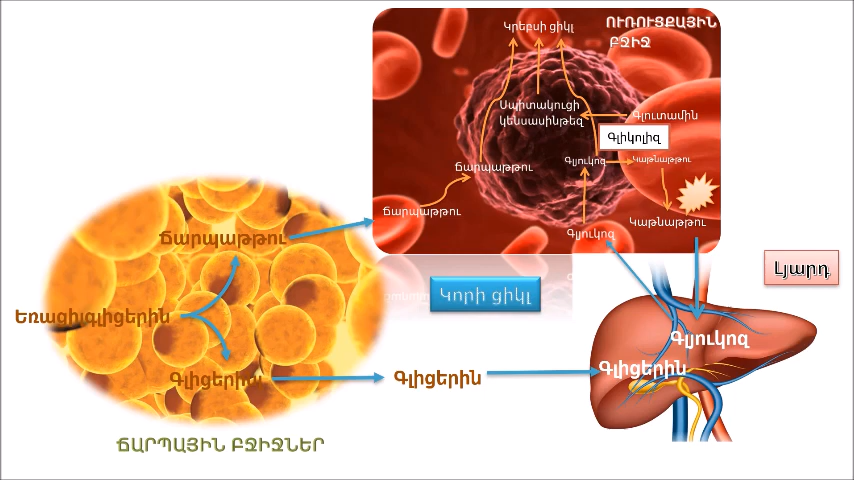 ՈՒՌՈՒՑՔԱՅԻՆ
ԲՋԻՋ
Կրեբսի ցիկլ
Սպիտակուցի
կենսասինթեզ
Գլուտամին
Գլիկոլիզ
Ճարպաթթու
Գլյուկոզ
Կաթնաթթու
Ճարպաթթու
Կաթնաթթու
Գլյուկոզ
Ճարպաթթու
Լյարդ
Կորի ցիկլ
Եռացիգլիցերին
Գլյուկոզ
Գլիցերին
Գլիցերին
Գլիցերին
ՃԱՐՊԱՅԻՆ ԲՋԻՋՆԵՐ